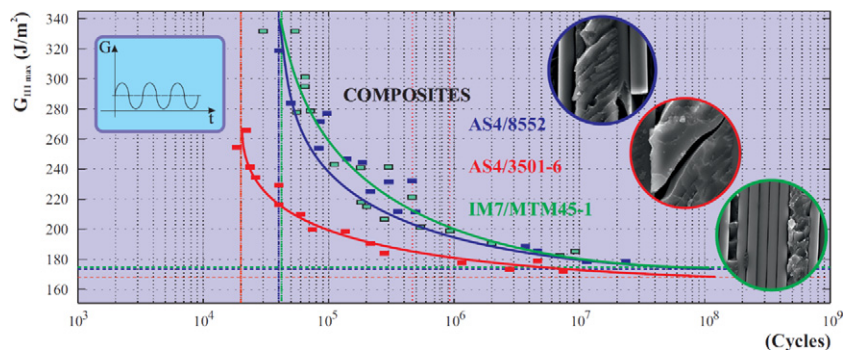 G_III max (J/m²)
340
320
300
280
260
240
220
200
180
160
G
t
COMPOSITES
AS4/8552
AS4/3501-6
IM7/MTM45-1
10³ 10⁴ 10⁵ 10⁶ 10⁷ 10⁸ 10⁹
(Cycles)